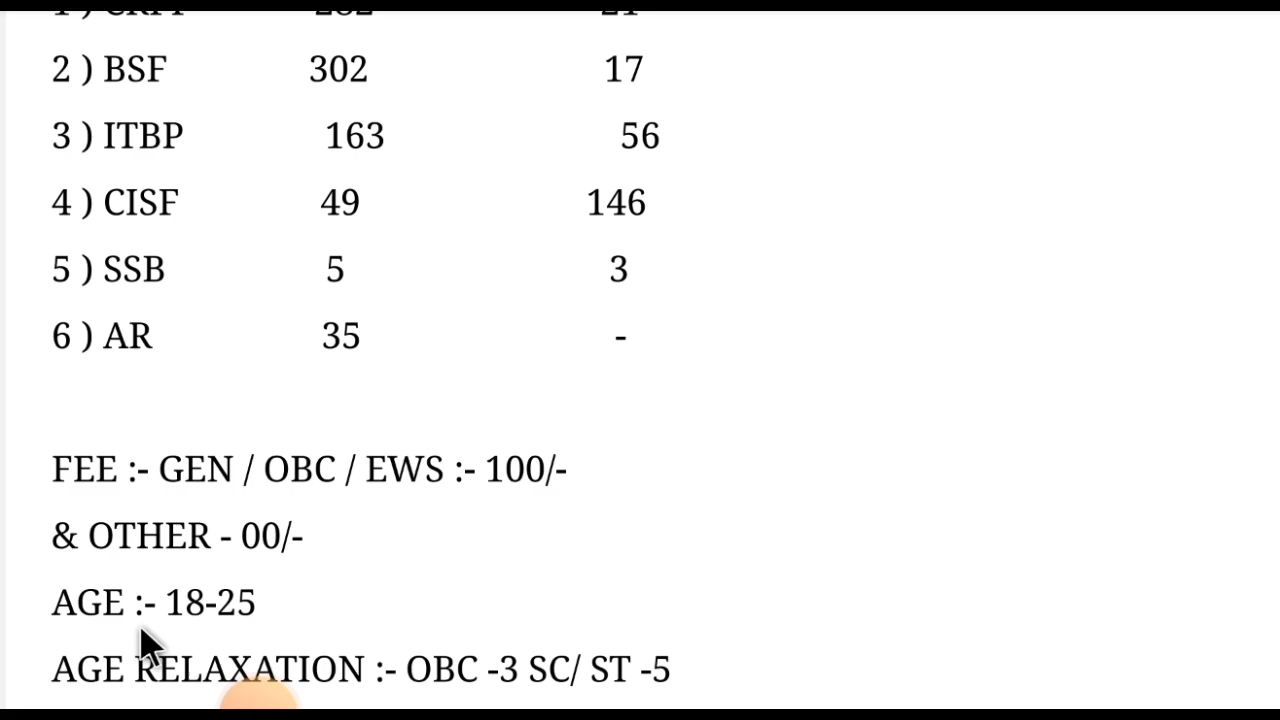 2 ) BSF 302 17
3 ) ITBP 163 56
4 ) CISF 49 146
5 ) SSB 5 3
6 ) AR 35 -
FEE :- GEN / OBC / EWS :- 100/-
& OTHER - 00/-
AGE :- 18-25
AGE RELAXATION :- OBC -3 SC/ ST -5